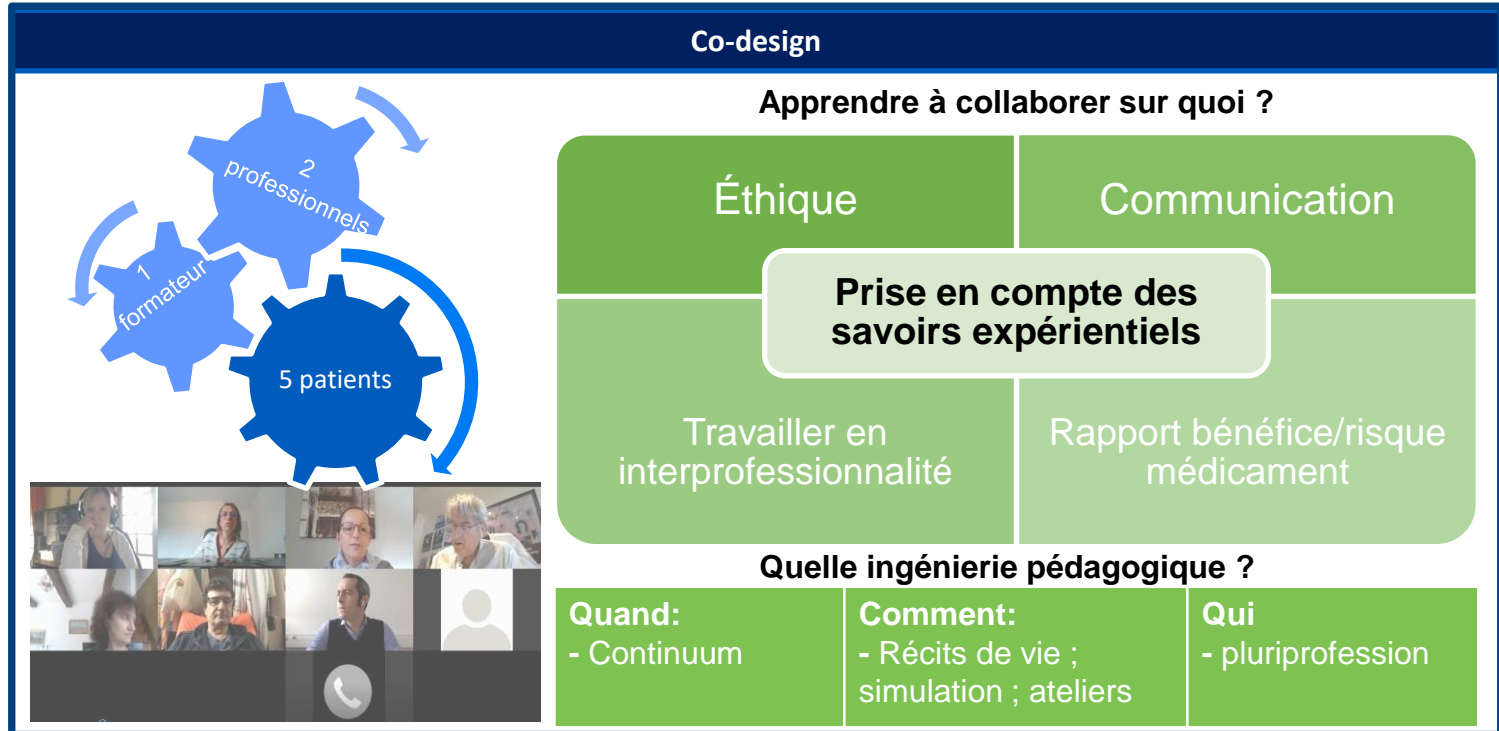 Co-design
2
professionnels
1
formateur
5 patients
Apprendre à collaborer sur quoi ?
Éthique
Communication
Prise en compte des
savoirs expérientiels
Travailler en
interprofessionnalité
Rapport bénéfice/risque
médicament
Quelle ingénierie pédagogique ?
Quand:
- Continuum
Comment:
- Récits de vie ;
simulation ; ateliers
Qui
- pluriprofession